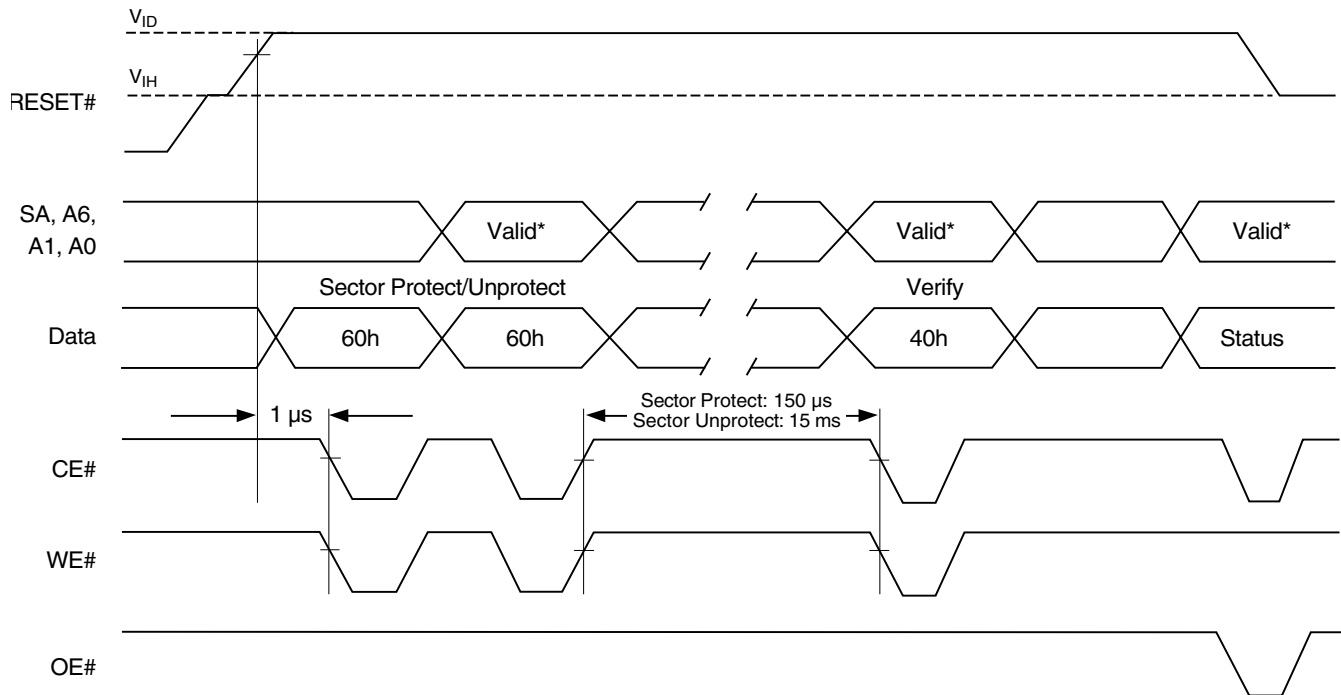 VID
VIH
RESET#
SA, A6,
A1, A0
Valid* Valid* Valid*
Sector Protect/Unprotect Verify
Data 60h 60h 40h Status
1 µs
Sector Protect: 150 µs
Sector Unprotect: 15 ms
CE#
WE#
OE#